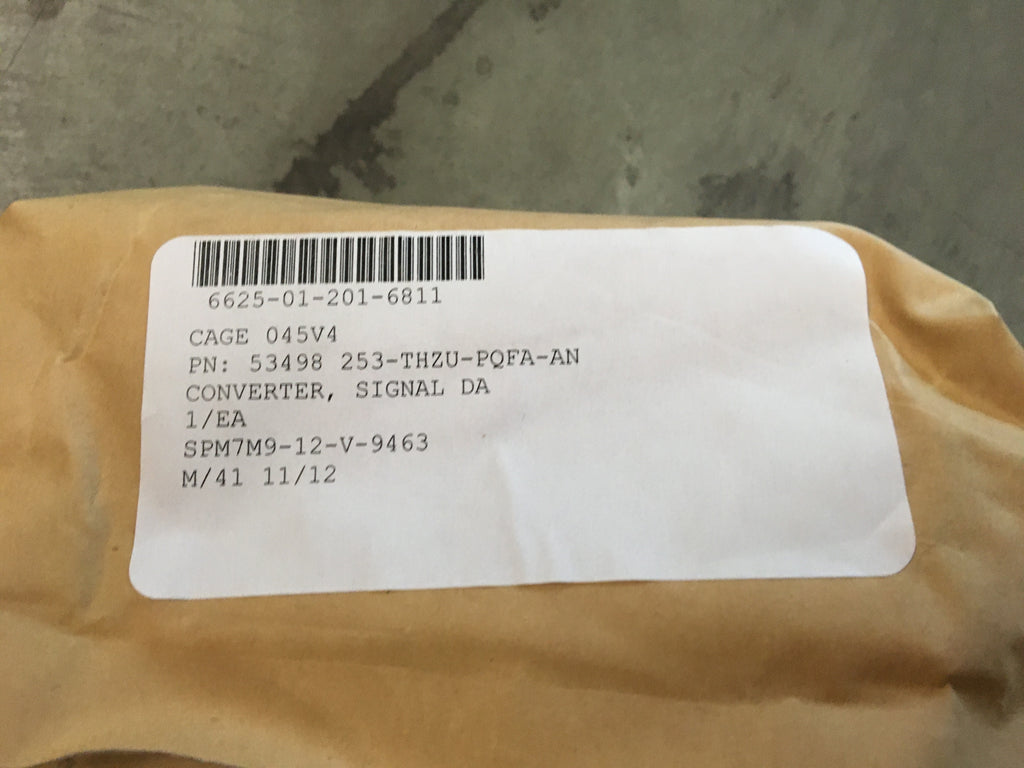 6625-01-201-6811
CAGE 045V4
PN: 53498 253-THZU-PQFA-AN
CONVERTER, SIGNAL DA
1/EA
SPM7M9-12-V-9463
M/41 11/12